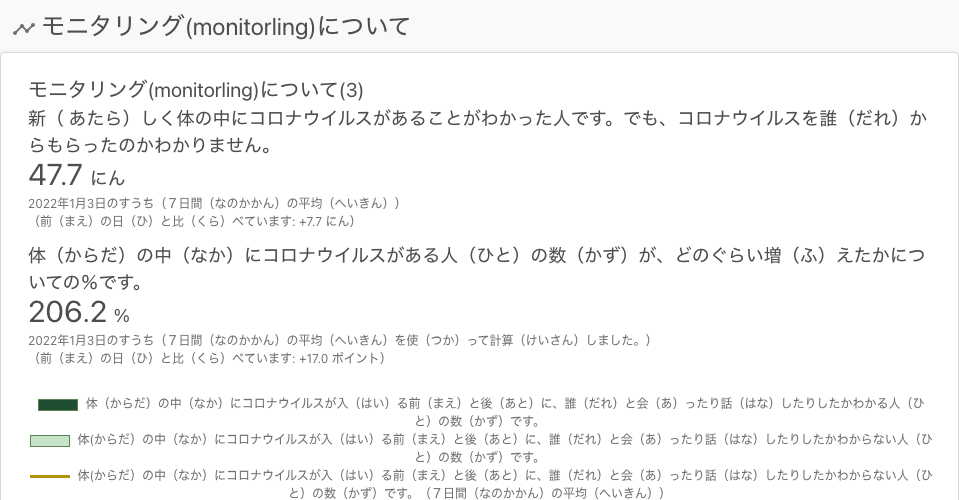 モニタリング(monitorling)について
モニタリング(monitorling)について(3)
新（ あたら）しく体の中にコロナウイルスがあることがわかった人です。でも、コロナウイルスを誰（だれ）か
らもらったのかわかりません。
47.7 にん
2022年1月3日のすうち（７日間（なのかかん）の平均（へいきん））
（前（まえ）の日（ひ）と比（くら）べています: +7.7 にん）
体（からだ）の中（なか）にコロナウイルスがある人（ひと）の数（かず）が、どのぐらい増（ふ）えたかにつ
いての%です。
206.2 %
2022年1月3日のすうち（７日間（なのかかん）の平均（へいきん）を使（つか）って計算（けいさん）しました。）
（前（まえ）の日（ひ）と比（くら）べています: +17.0 ポイント）
体（からだ）の中（なか）にコロナウイルスが入（はい）る前（まえ）と後（あと）に、誰（だれ）と会（あ）ったり話（はな）したりしたかわかる人（ひ
と）の数（かず）です。
体(からだ）の中（なか）にコロナウイルスが入（はい）る前（まえ）と後（あと）に、誰（だれ）と会（あ）ったり話（はな）したりしたかわからない人（ひ
と）の数（かず）です。
体(からだ）の中（なか）にコロナウイルスが入（はい）る前（まえ）と後（あと）に、誰（だれ）と会（あ）ったり話（はな）したりしたかわからない人（ひ
と）の数（かず）です。（７日間（なのかかん）の平均（へいきん））